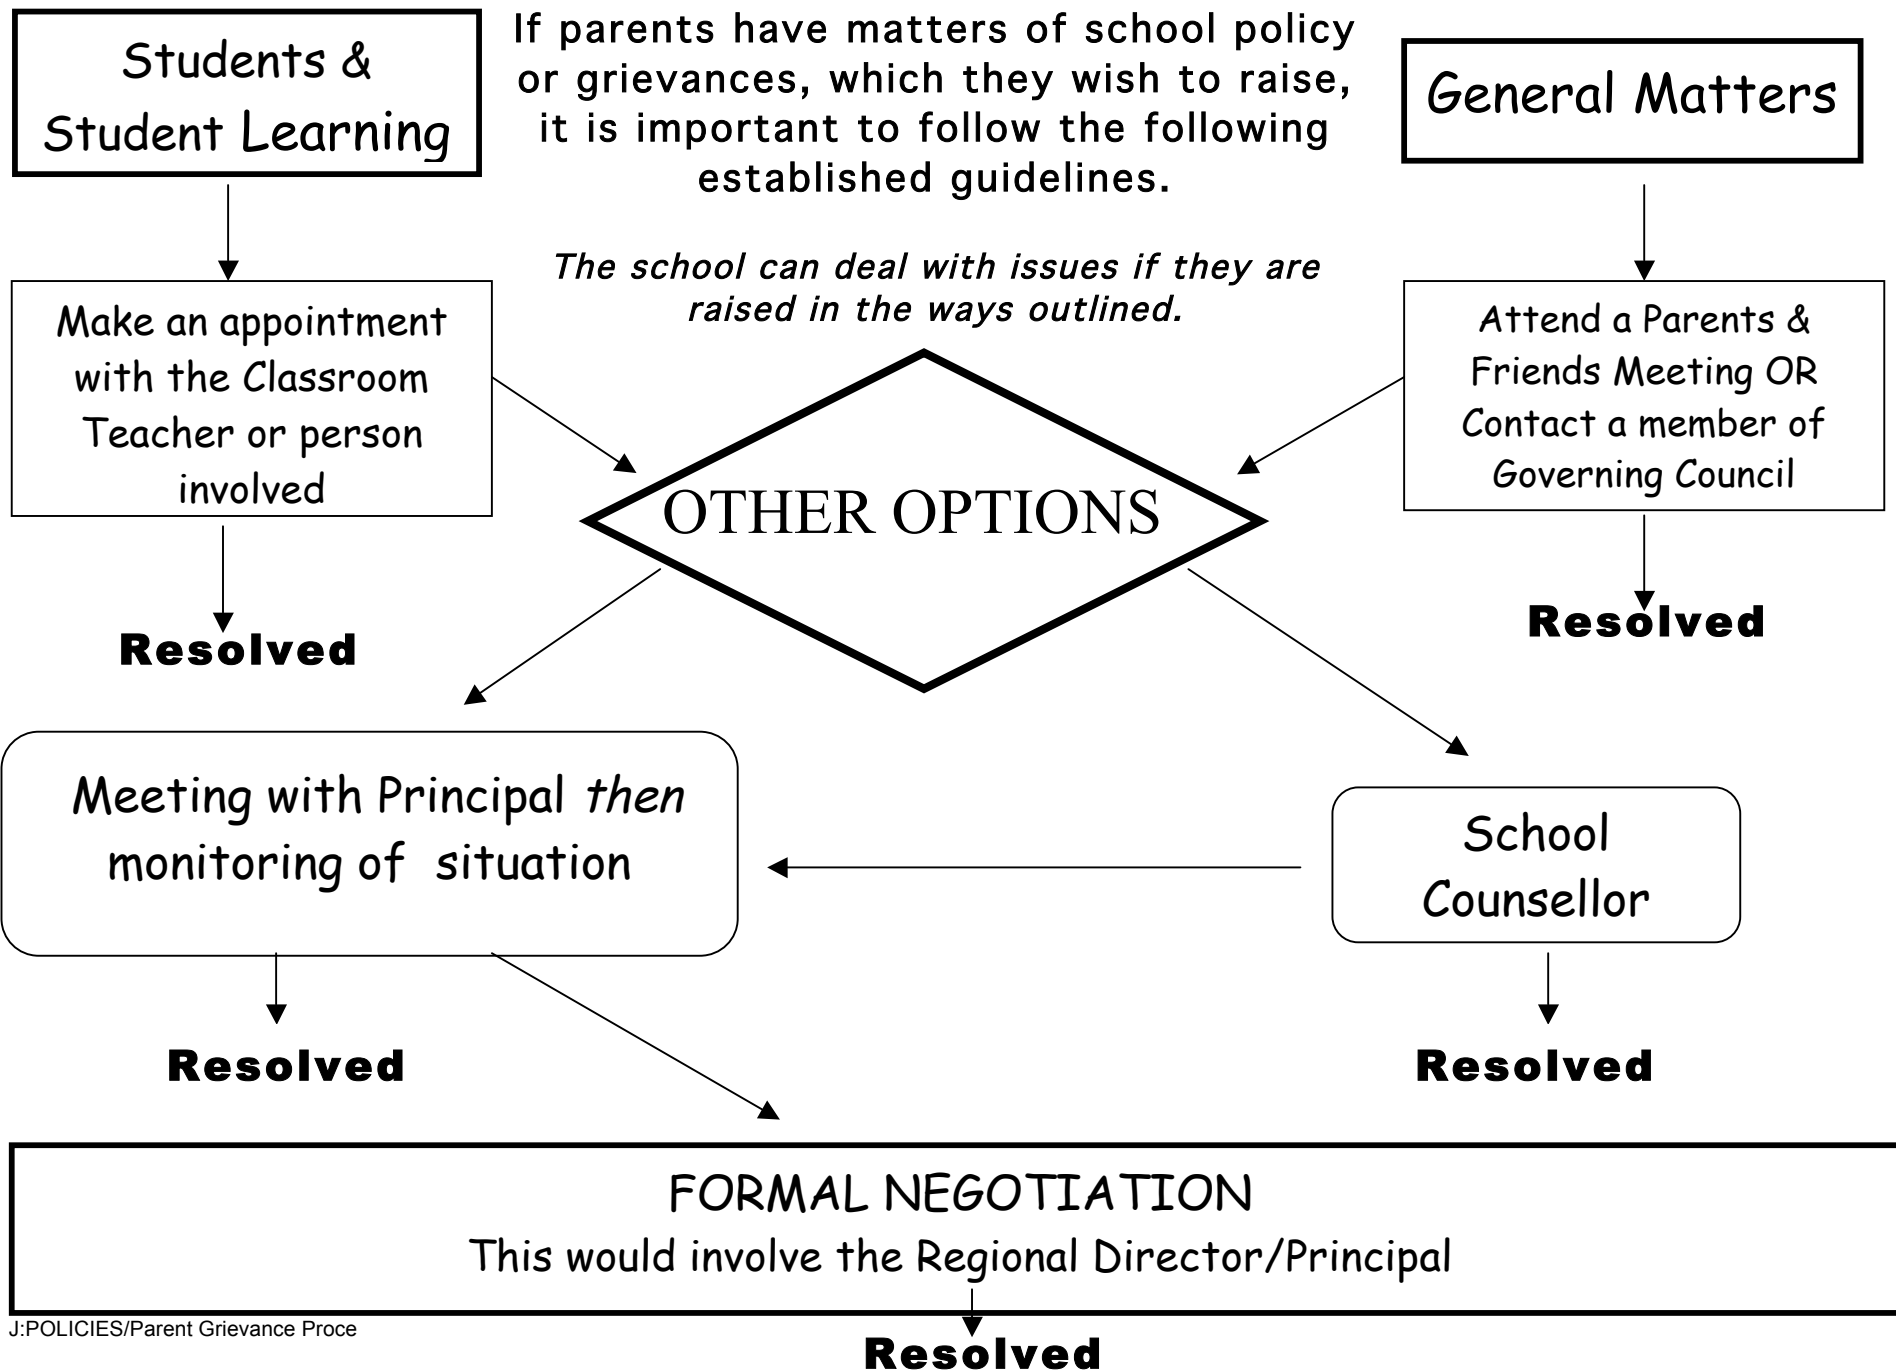 Students &
Student Learning
If parents have matters of school policy
or grievances, which they wish to raise,
it is important to follow the following
established guidelines.
General Matters
The school can deal with issues if they are
raised in the ways outlined.
Make an appointment
with the Classroom
Teacher or person
involved
Attend a Parents &
Friends Meeting OR
Contact a member of
Governing Council
OTHER OPTIONS
Resolved
Resolved
Meeting with Principal then
monitoring of situation
School
Counsellor
Resolved
Resolved
FORMAL NEGOTIATION
This would involve the Regional Director/Principal
J:POLICIES/Parent Grievance Proce
Resolved